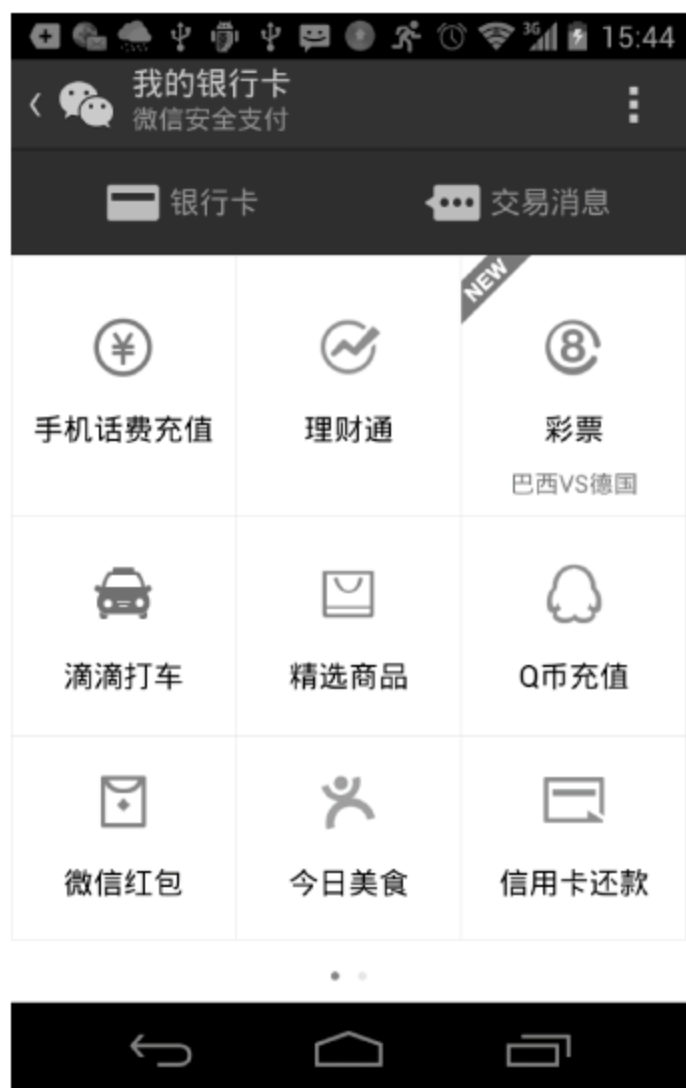 3G 15:44
我的银行卡
微信安全支付
银行卡 交易消息
NEW
手机话费充值 理财通 彩票
巴西VS德国
滴滴打车 精选商品 Q币充值
微信红包 今日美食 信用卡还款